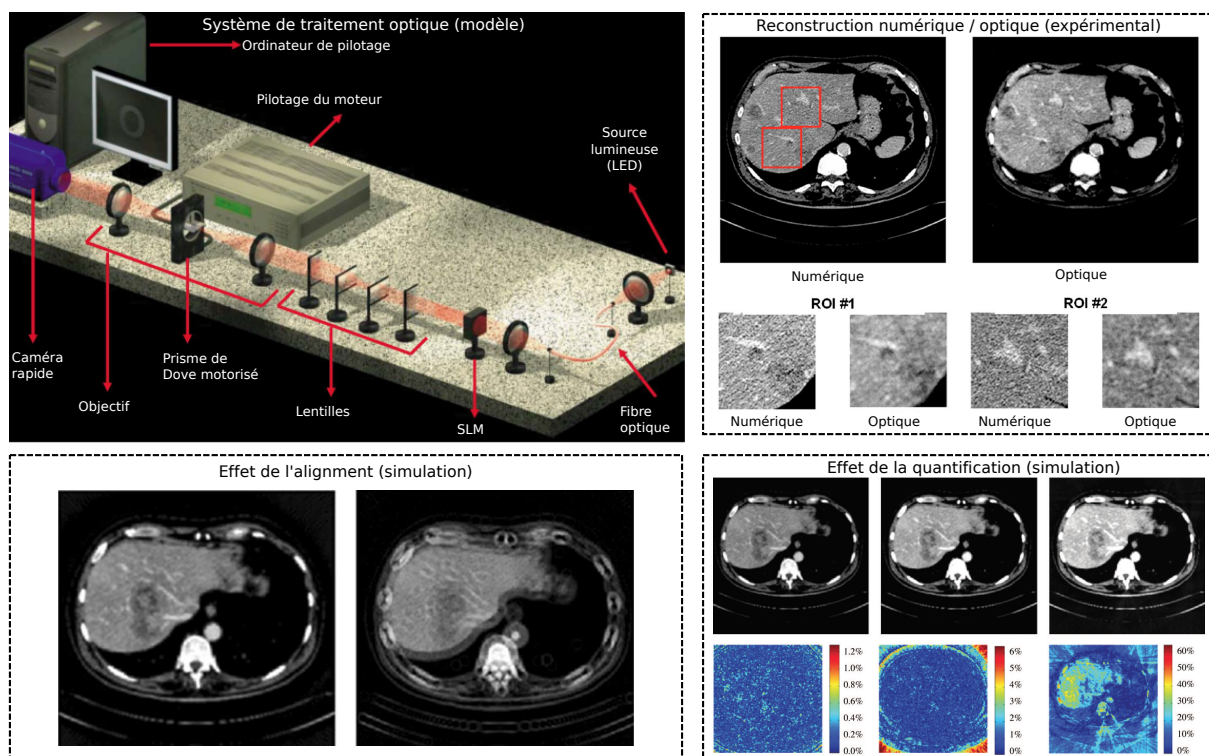 Système de traitement optique (modèle)
Ordinateur de pilotage
Pilotage du moteur
Source
lumineuse
(LED)
Caméra
rapide
Objectif
Prisme de
Dove motorisé
Lentilles
SLM
Fibre
optique
Reconstruction numérique / optique (expérimental)
Numérique
Optique
ROI #1
ROI #2
Numérique
Optique
Numérique
Optique
Effet de l'alignment (simulation)
Effet de la quantification (simulation)
1.2%
1.0%
0.8%
0.6%
0.4%
0.2%
0.0%
6%
5%
4%
3%
2%
1%
0%
60%
50%
40%
30%
20%
10%
0%